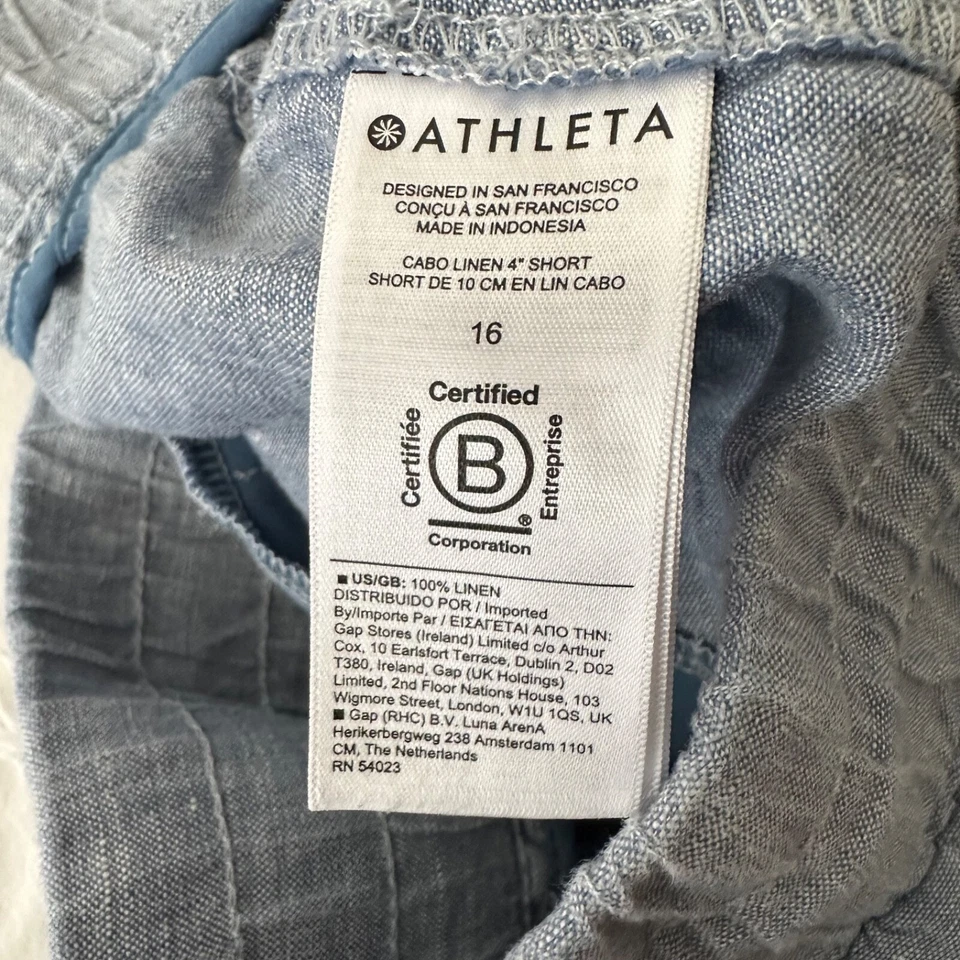 ATHLETA
DESIGNED IN SAN FRANCISCO
CONÇU À SAN FRANCISCO
MADE IN INDONESIA
CABO LINEN 4" SHORT
SHORT DE 10 CM EN LIN CABO
16
Certified
Certifiée
B
®
Entreprise
Corporation
■ US/GB: 100% LINEN
DISTRIBUIDO POR / Imported
By/Importe Par / ΕΙΣΑΓΕΤΑΙ ΑΠΟ ΤΗΝ:
Gap Stores (Ireland) Limited c/o Arthur
Cox, 10 Earlsfort Terrace, Dublin 2, D02
T380, Ireland, Gap (UK Holdings)
Limited, 2nd Floor Nations House, 103
Wigmore Street, London, W1U 1QS, UK
■ Gap (RHC) B.V. Luna ArenA
Herikerbergweg 238 Amsterdam 1101
CM, The Netherlands
RN 54023